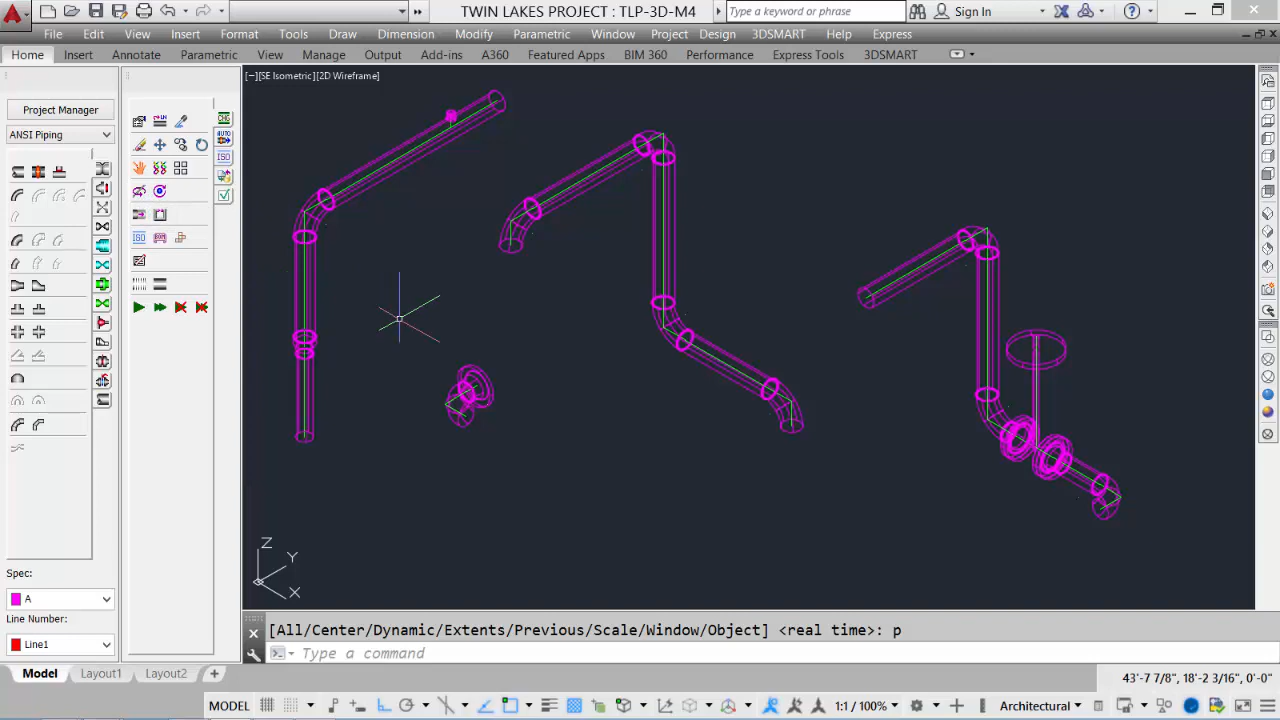 TWIN LAKES PROJECT : TLP-3D-M4
Type a keyword or phrase
Sign In
File Edit View Insert Format Tools Draw Dimension Modify Parametric Window Project Design 3DSMART Help Express
Home Insert Annotate Parametric View Manage Output Add-ins A360 Featured Apps BIM 360 Performance Express Tools 3DSMART
[−][SE Isometric][2D Wireframe]
Project Manager
ANSI Piping
CHG
AUTO
ISO
ISO
Spec:
A
Line Number:
Line1
Z
Y
X
[All/Center/Dynamic/Extents/Previous/Scale/Window/Object] <real time>: p
Type a command
Model Layout1 Layout2 +
43'-7 7/8", 18'-2 3/16", 0'-0"
MODEL 1:1 / 100% Architectural